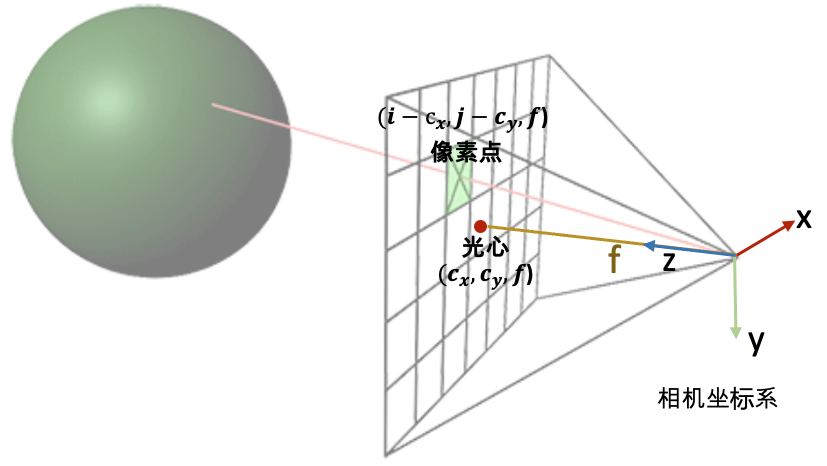 (i − c_x, j − c_y, f)
像素点
光心
(c_x, c_y, f)
f
z
x
y
相机坐标系